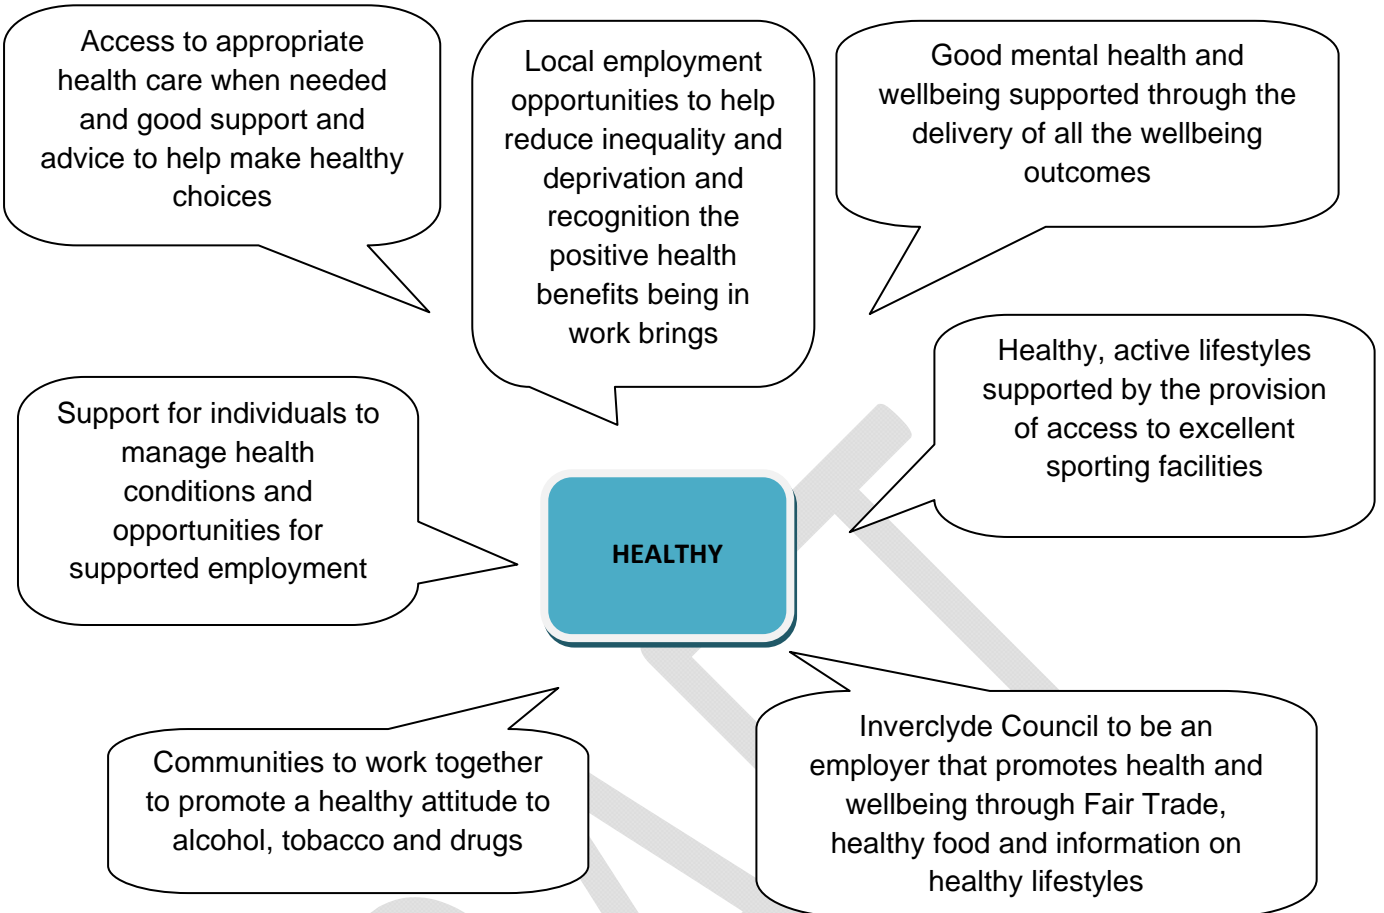 Access to appropriate
health care when needed
and good support and
advice to help make healthy
choices
Local employment
opportunities to help
reduce inequality and
deprivation and
recognition the
positive health
benefits being in
work brings
Good mental health and
wellbeing supported through the
delivery of all the wellbeing
outcomes
Healthy, active lifestyles
supported by the provision
of access to excellent
sporting facilities
Support for individuals to
manage health
conditions and
opportunities for
supported employment
HEALTHY
Communities to work together
to promote a healthy attitude to
alcohol, tobacco and drugs
Inverclyde Council to be an
employer that promotes health and
wellbeing through Fair Trade,
healthy food and information on
healthy lifestyles